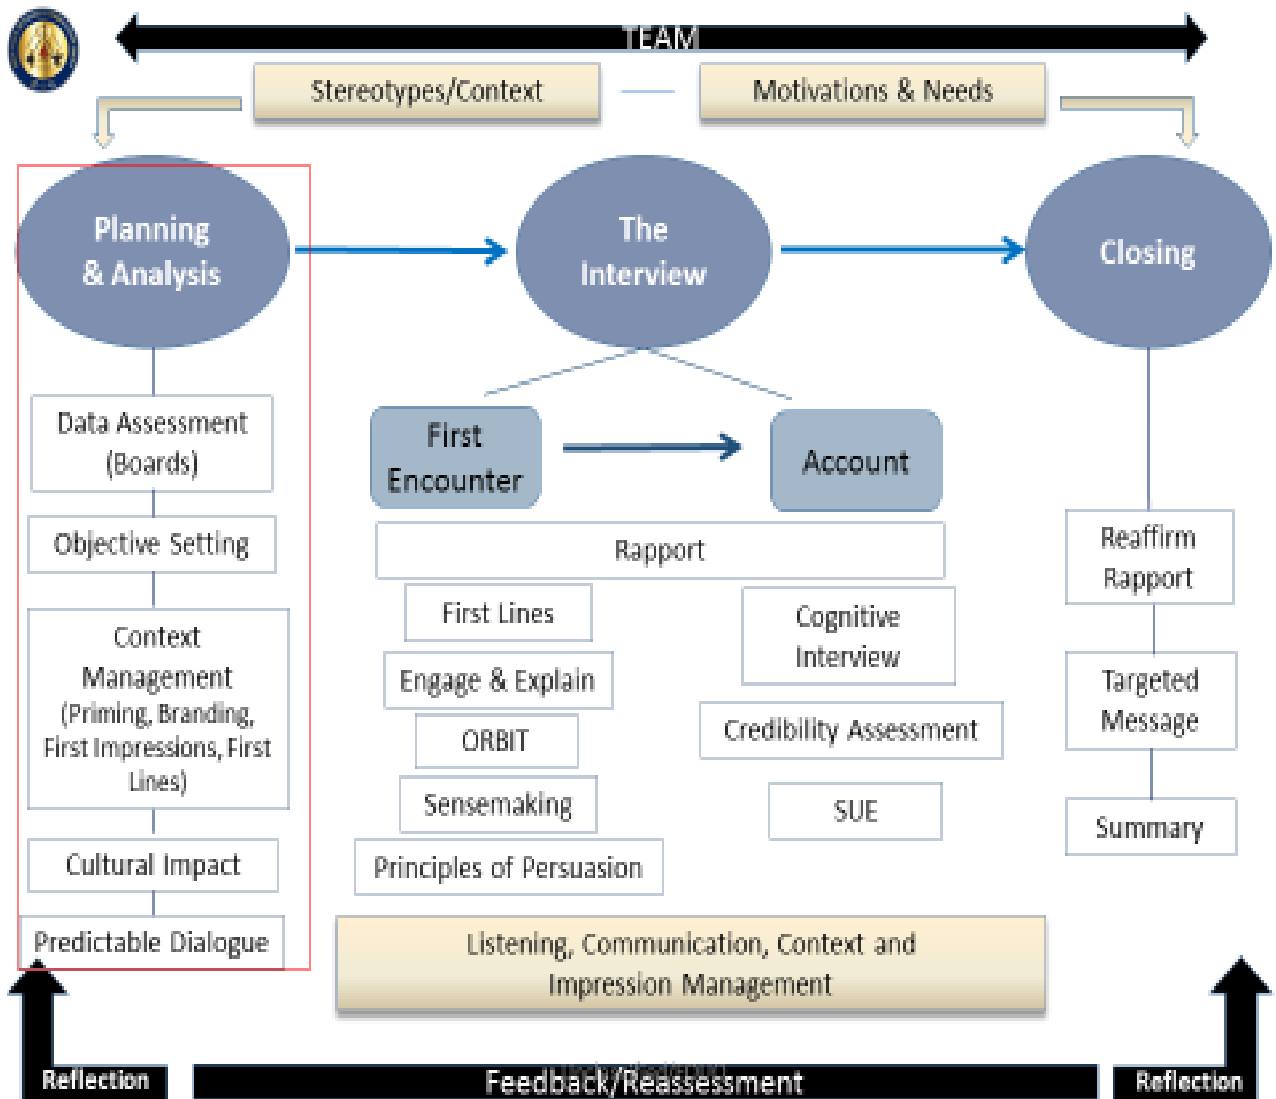 TEAM
Stereotypes/Context
Motivations & Needs
Planning
& Analysis
The
Interview
Closing
Data Assessment
(Boards)
Objective Setting
Context
Management
(Priming, Branding,
First Impressions, First
Lines)
Cultural Impact
Predictable Dialogue
First
Encounter
Account
Rapport
First Lines
Engage & Explain
ORBIT
Sensemaking
Principles of Persuasion
Cognitive
Interview
Credibility Assessment
SUE
Reaffirm
Rapport
Targeted
Message
Summary
Listening, Communication, Context and
Impression Management
Reflection
Feedback/Reassessment
Reflection